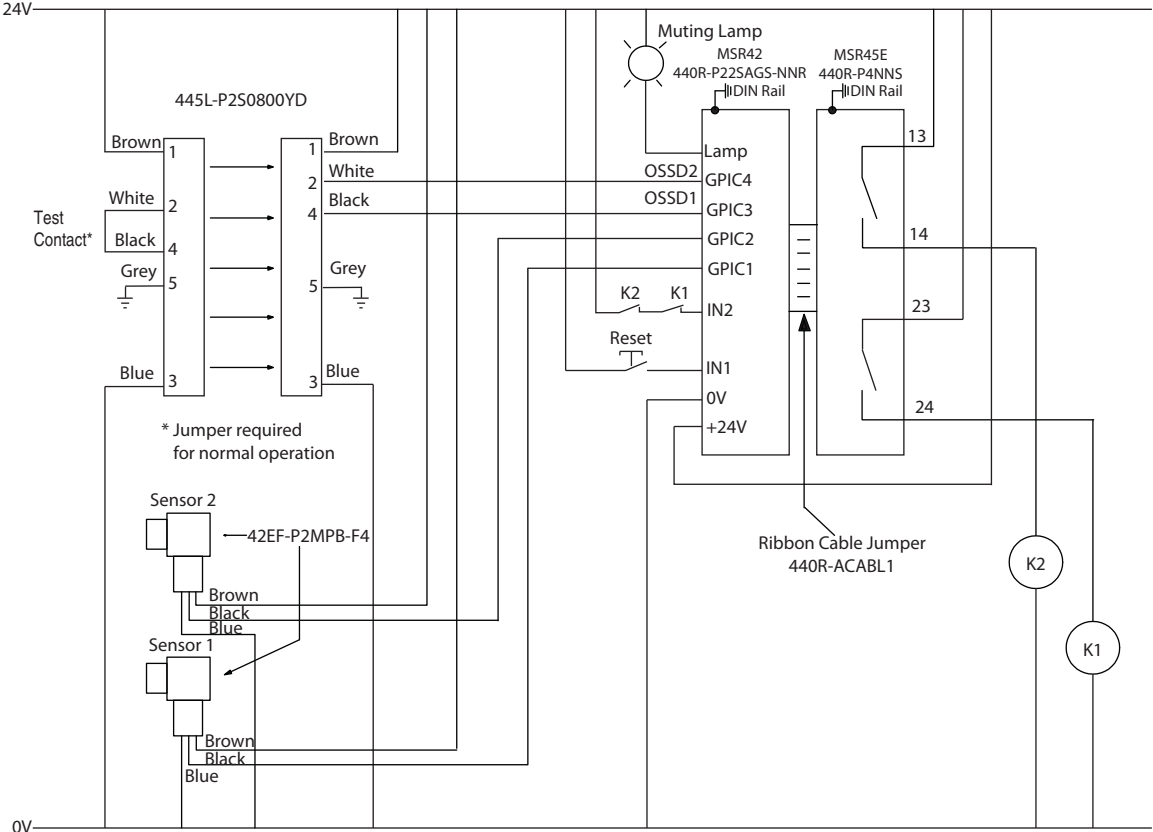 24V
Muting Lamp
MSR42
440R-P22SAGS-NNR
DIN Rail
MSR45E
440R-P4NNS
DIN Rail
445L-P2S0800YD
Brown
1
White
2
Test
Contact*
Black
4
Grey
5
Blue
3
1
Brown
2
White
4
Black
5
Grey
3
Blue
* Jumper required
for normal operation
Lamp
OSSD2
GPIC4
OSSD1
GPIC3
GPIC2
GPIC1
K2
K1
IN2
Reset
IN1
0V
+24V
13
14
23
24
Sensor 2
42EF-P2MPB-F4
Brown
Black
Blue
Sensor 1
Brown
Black
Blue
Ribbon Cable Jumper
440R-ACABL1
K2
K1
0V